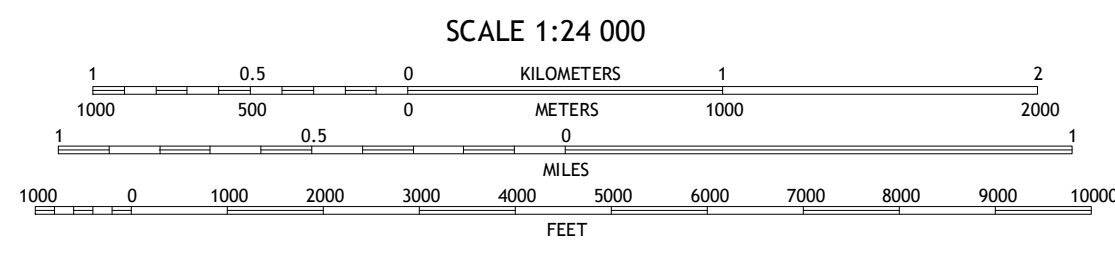 SCALE 1:24 000
1 0.5 0 KILOMETERS 1 2
1000 500 0 METERS 1000 2000
1 0.5 0 1
MILES
1000 0 1000 2000 3000 4000 5000 6000 7000 8000 9000 10000
FEET